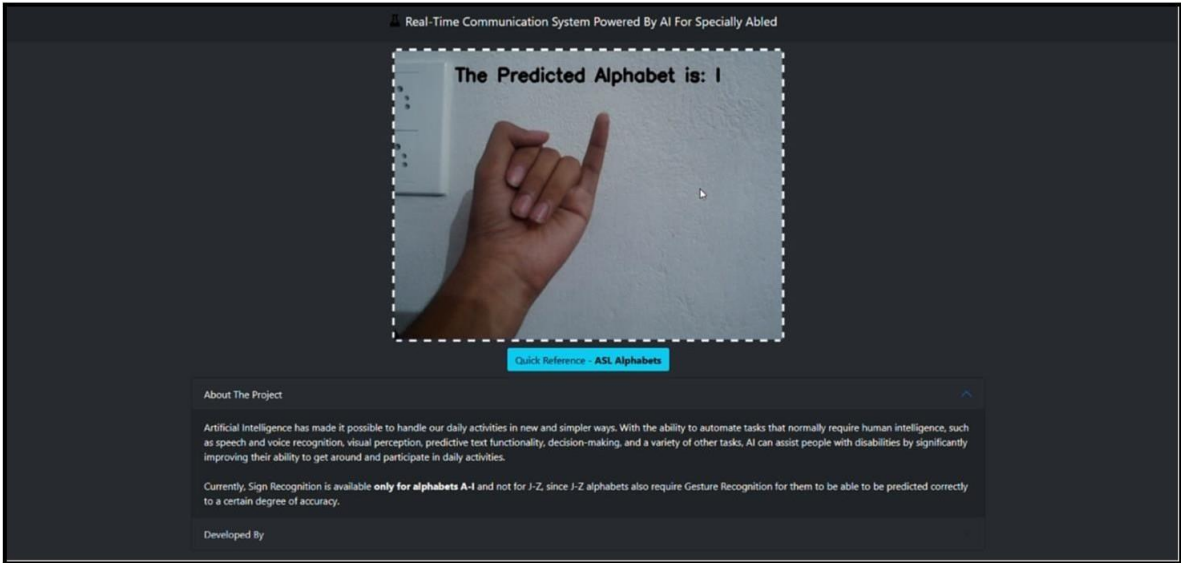 Real-Time Communication System Powered By AI For Specially Abled
The Predicted Alphabet is: I
Quick Reference - ASL Alphabets
About The Project
Artificial Intelligence has made it possible to handle our daily activities in new and simpler ways. With the ability to automate tasks that normally require human intelligence, such
as speech and voice recognition, visual perception, predictive text functionality, decision-making, and a variety of other tasks, AI can assist people with disabilities by significantly
improving their ability to get around and participate in daily activities.
Currently, Sign Recognition is available only for alphabets A-I and not for J-Z, since J-Z alphabets also require Gesture Recognition for them to be able to be predicted correctly
to a certain degree of accuracy.
Developed By